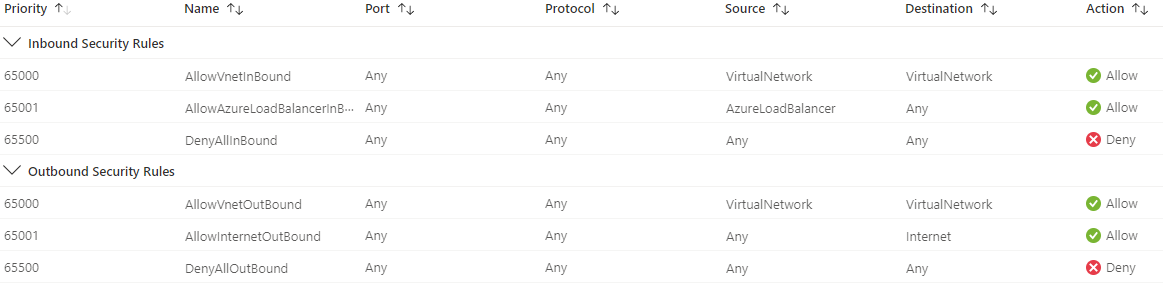 Priority ↑↓ Name ↑↓ Port ↑↓ Protocol ↑↓ Source ↑↓ Destination ↑↓ Action ↑↓
Inbound Security Rules
65000 AllowVnetInBound Any Any VirtualNetwork VirtualNetwork Allow
65001 AllowAzureLoadBalancerInB··· Any Any AzureLoadBalancer Any Allow
65500 DenyAllInBound Any Any Any Any Deny
Outbound Security Rules
65000 AllowVnetOutBound Any Any VirtualNetwork VirtualNetwork Allow
65001 AllowInternetOutBound Any Any Any Internet Allow
65500 DenyAllOutBound Any Any Any Any Deny